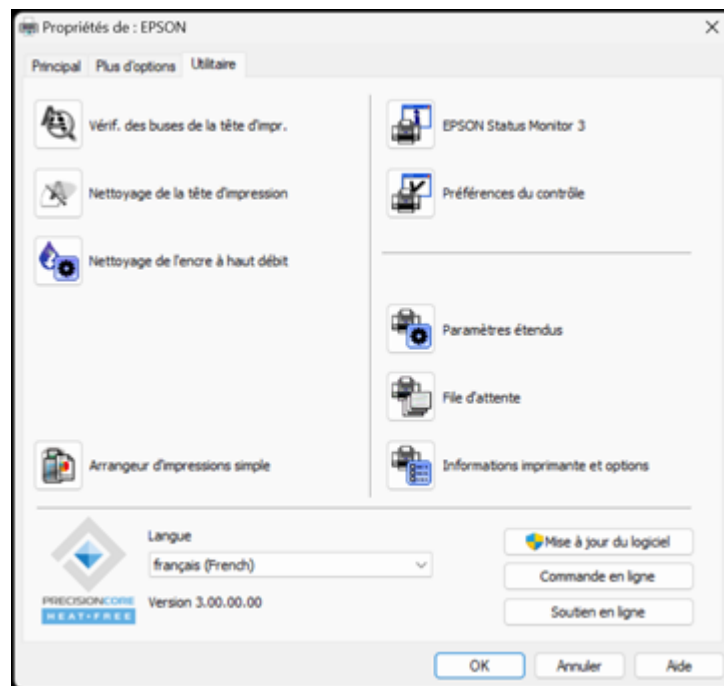 Propriétés de : EPSON
Principal
Plus d'options
Utilitaire
Vérif. des buses de la tête d'impr.
Nettoyage de la tête d'impression
Nettoyage de l'encre à haut débit
Arrangeur d'impressions simple
EPSON Status Monitor 3
Préférences du contrôle
Paramètres étendus
File d'attente
Informations imprimante et options
PRECISIONCORE
HEAT-FREE
Langue
français (French)
Version 3.00.00.00
Mise à jour du logiciel
Commande en ligne
Soutien en ligne
OK
Annuler
Aide